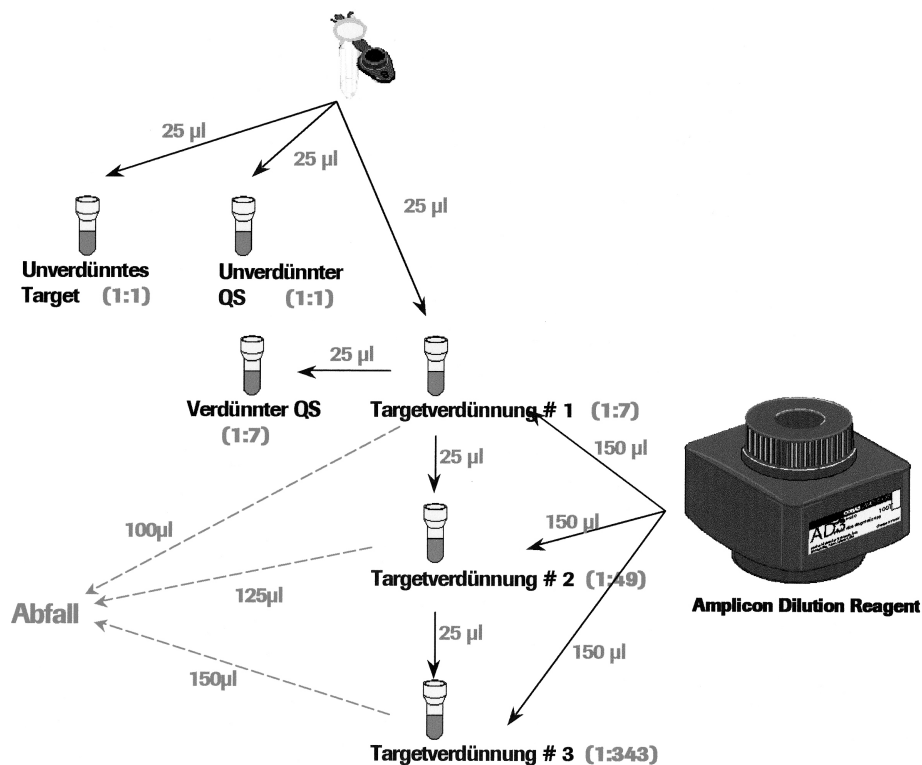 25 µl
25 µl
25 µl
Unverdünntes
Target (1:1)
Unverdünnter
QS (1:1)
25 µl
Verdünnter QS
(1:7)
Targetverdünnung # 1 (1:7)
150 µl
25 µl
100µl
150 µl
AD3
Targetverdünnung # 2 (1:49)
125µl
Abfall
Amplicon Dilution Reagent
25 µl
150 µl
150µl
Targetverdünnung # 3 (1:343)